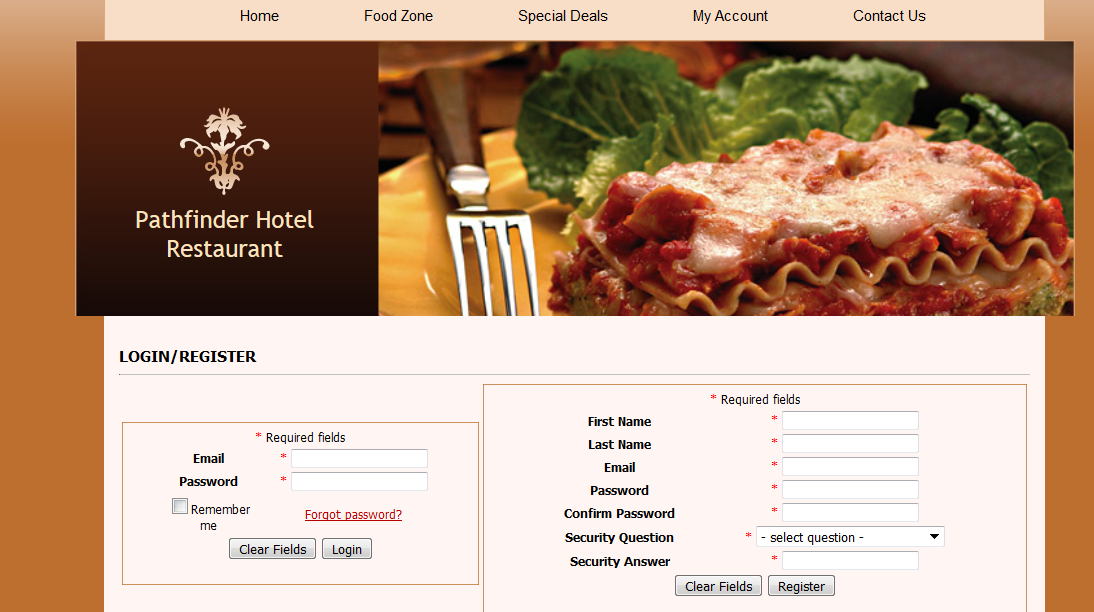 Home Food Zone Special Deals My Account Contact Us
Pathfinder Hotel
Restaurant
LOGIN/REGISTER
* Required fields
Email *
Password *
Remember me
Forgot password?
Clear Fields Login
* Required fields
First Name *
Last Name *
Email *
Password *
Confirm Password *
Security Question * - select question -
Security Answer *
Clear Fields Register